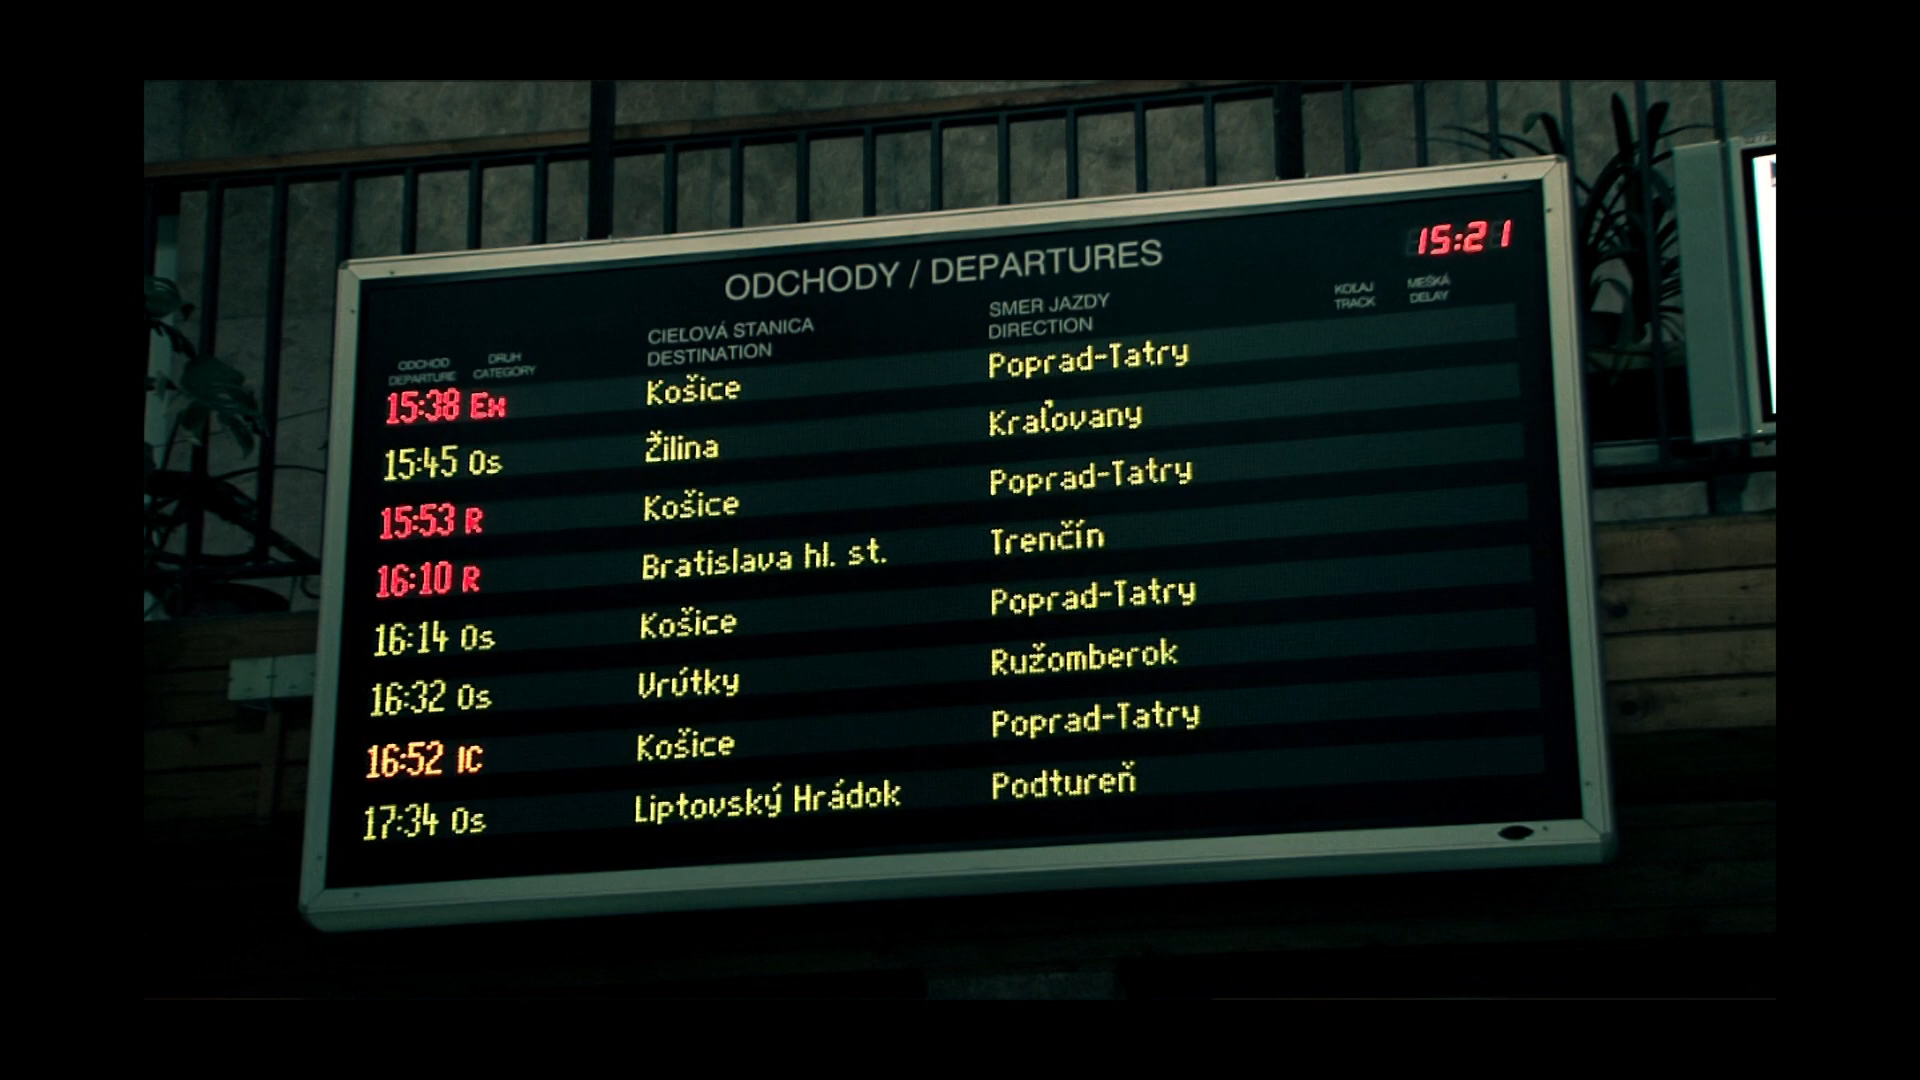 ODCHODY / DEPARTURES 15:21
ODCHOD DRUH CIEĽOVÁ STANICA SMER JAZDY KOĽAJ MEŠKÁ
DEPARTURE CATEGORY DESTINATION DIRECTION TRACK DELAY
15:38 Ex Košice Poprad-Tatry
15:45 Os Žilina Kraľovany
15:53 R Košice Poprad-Tatry
16:10 R Bratislava hl. st. Trenčín
16:14 Os Košice Poprad-Tatry
16:32 Os Vrútky Ružomberok
16:52 IC Košice Poprad-Tatry
17:34 Os Liptovský Hrádok Podtureň